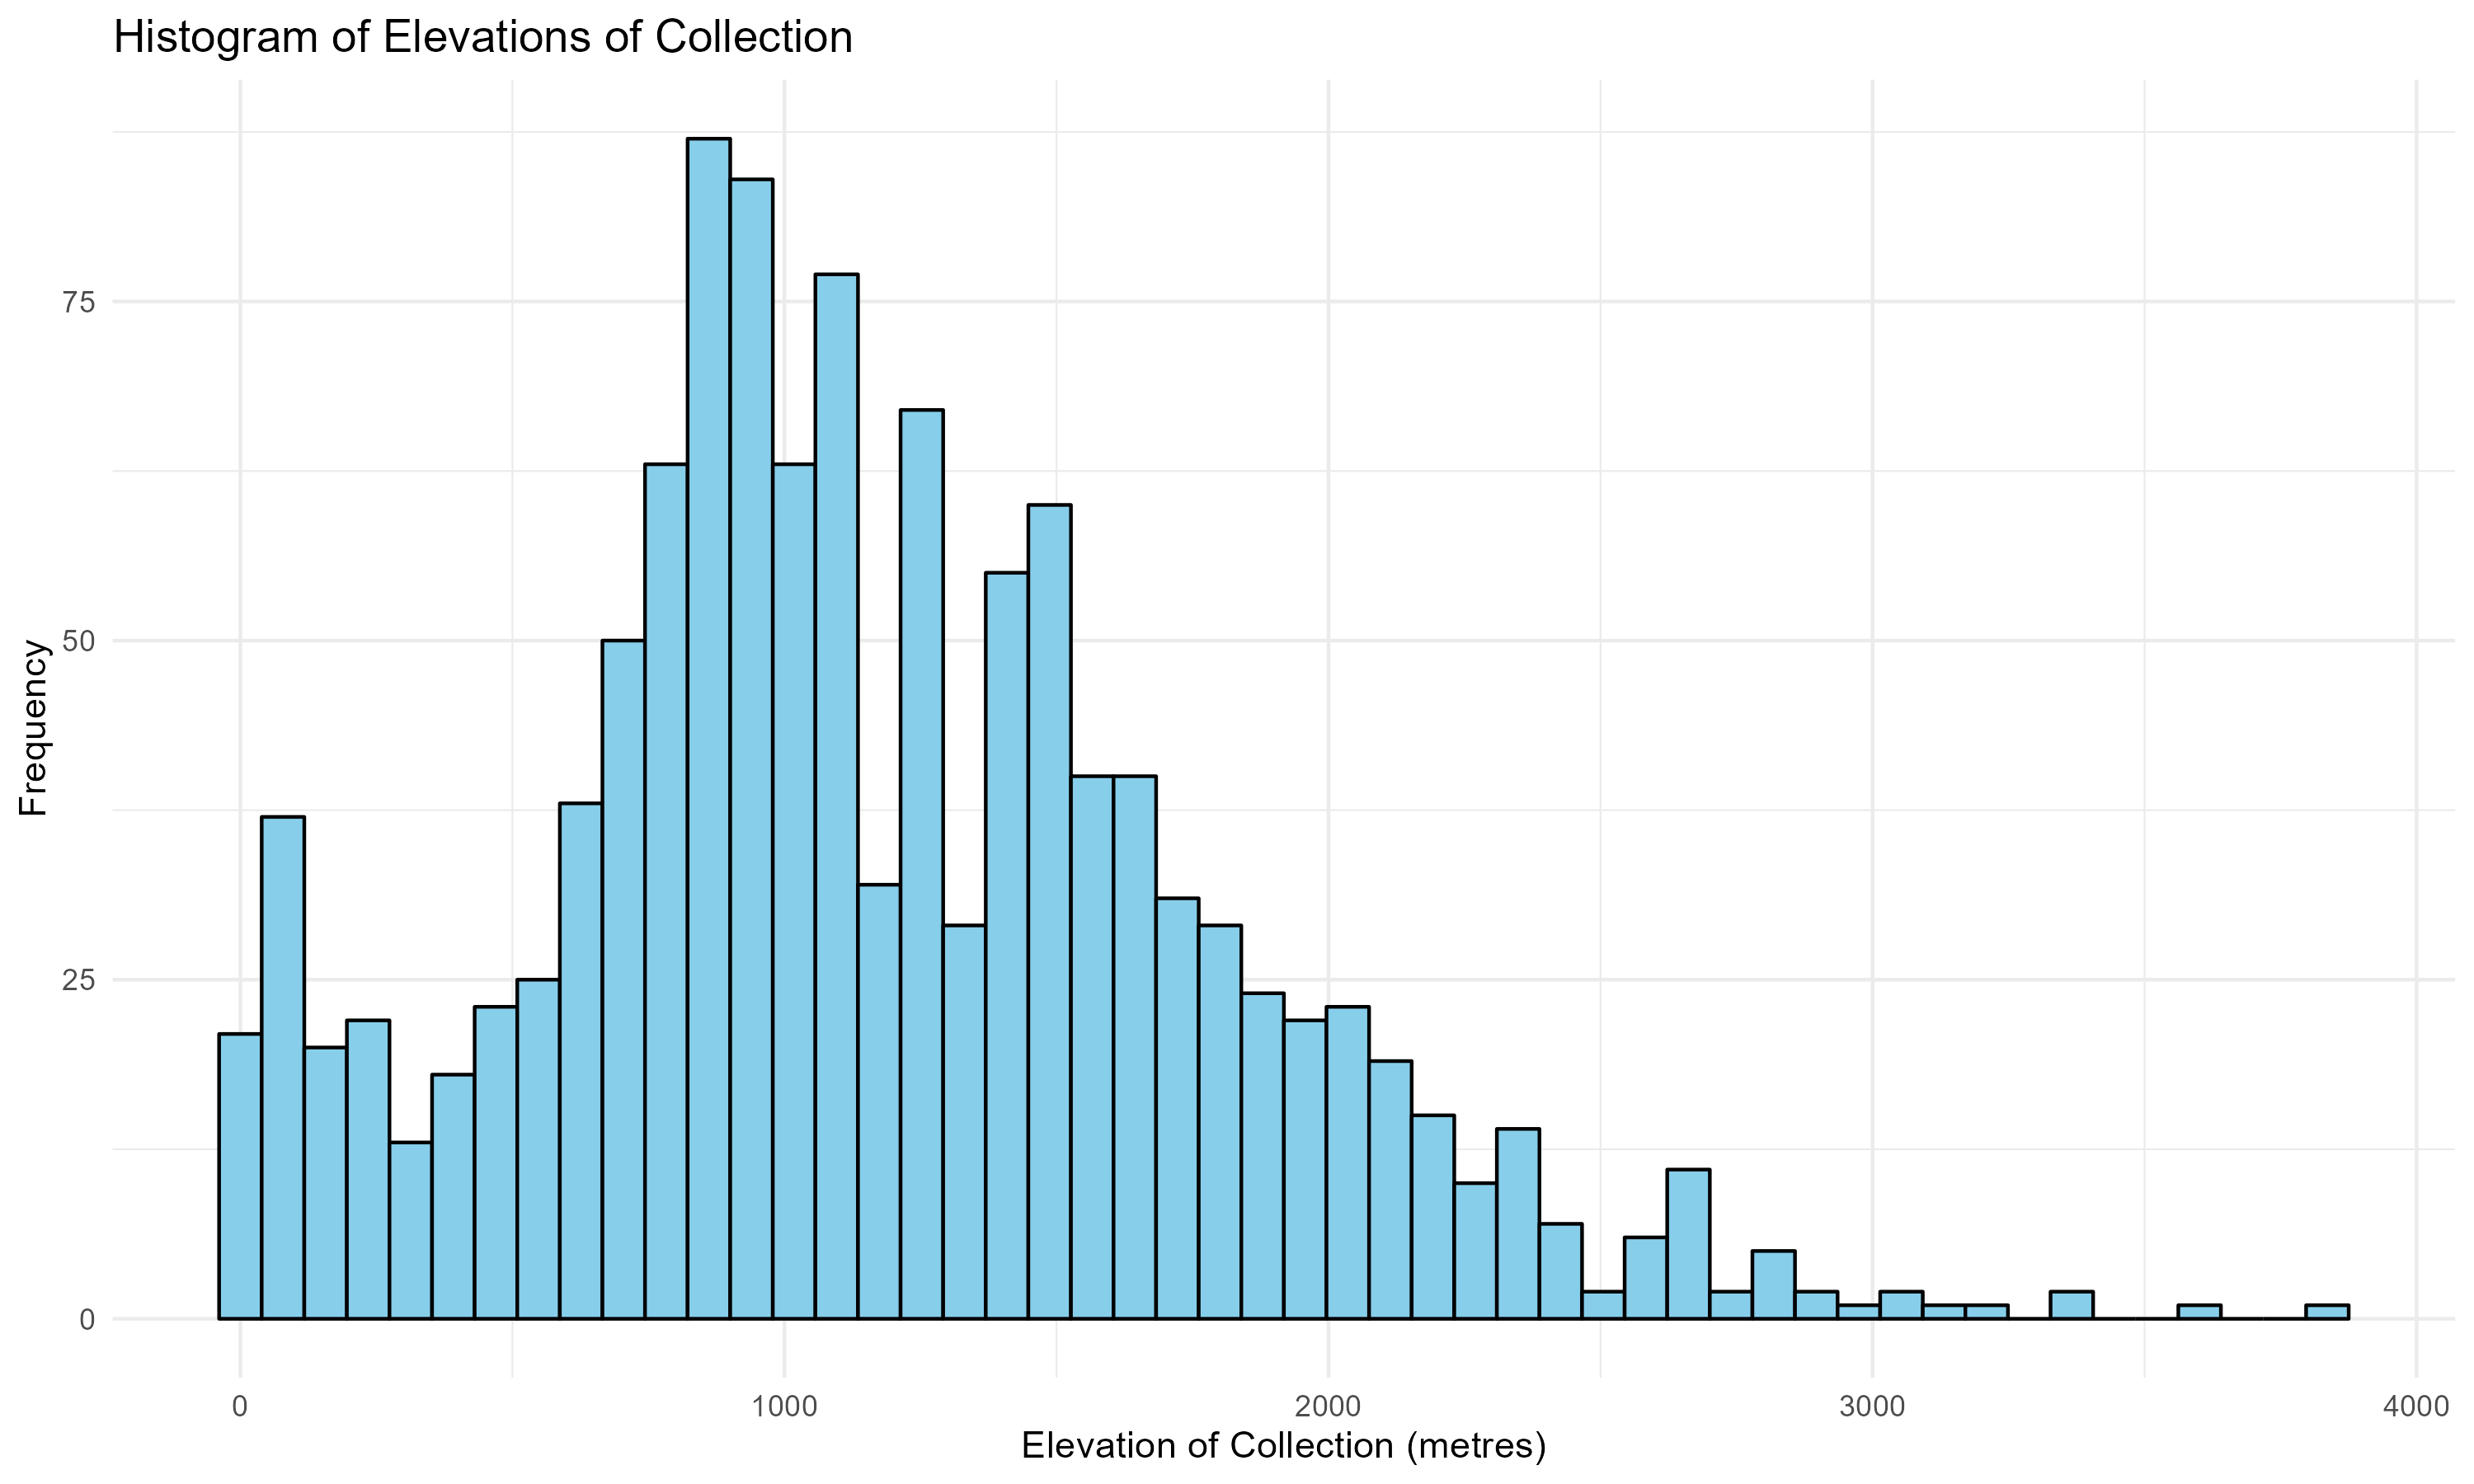 Histogram of Elevations of Collection
Frequency
75
50
25
0
0 1000 2000 3000 4000
Elevation of Collection (metres)